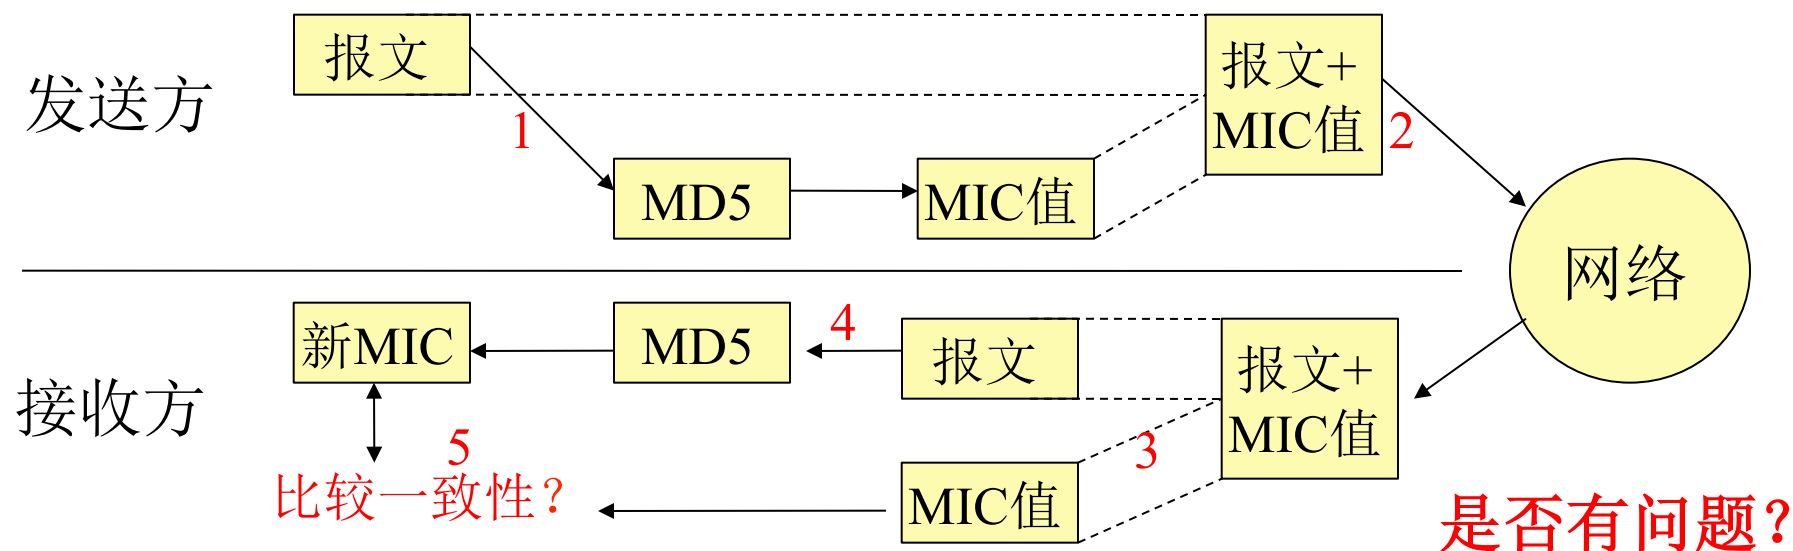 发送方
报文
1
MD5
MIC值
报文+
MIC值
2
网络
接收方
新MIC
MD5
4
报文
报文+
MIC值
3
MIC值
5
比较一致性?
是否有问题?